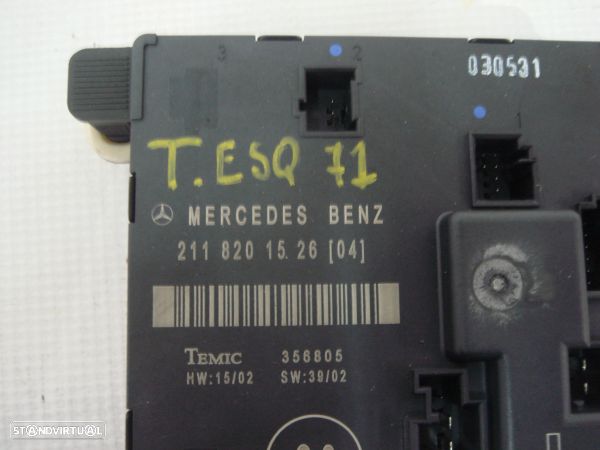 3
2
030531
1
T.ESQ 71
MERCEDES BENZ
211 820 15.26 [04]
TEMIC 356805
HW:15/02 SW:39/02
STANDVIRTUAL